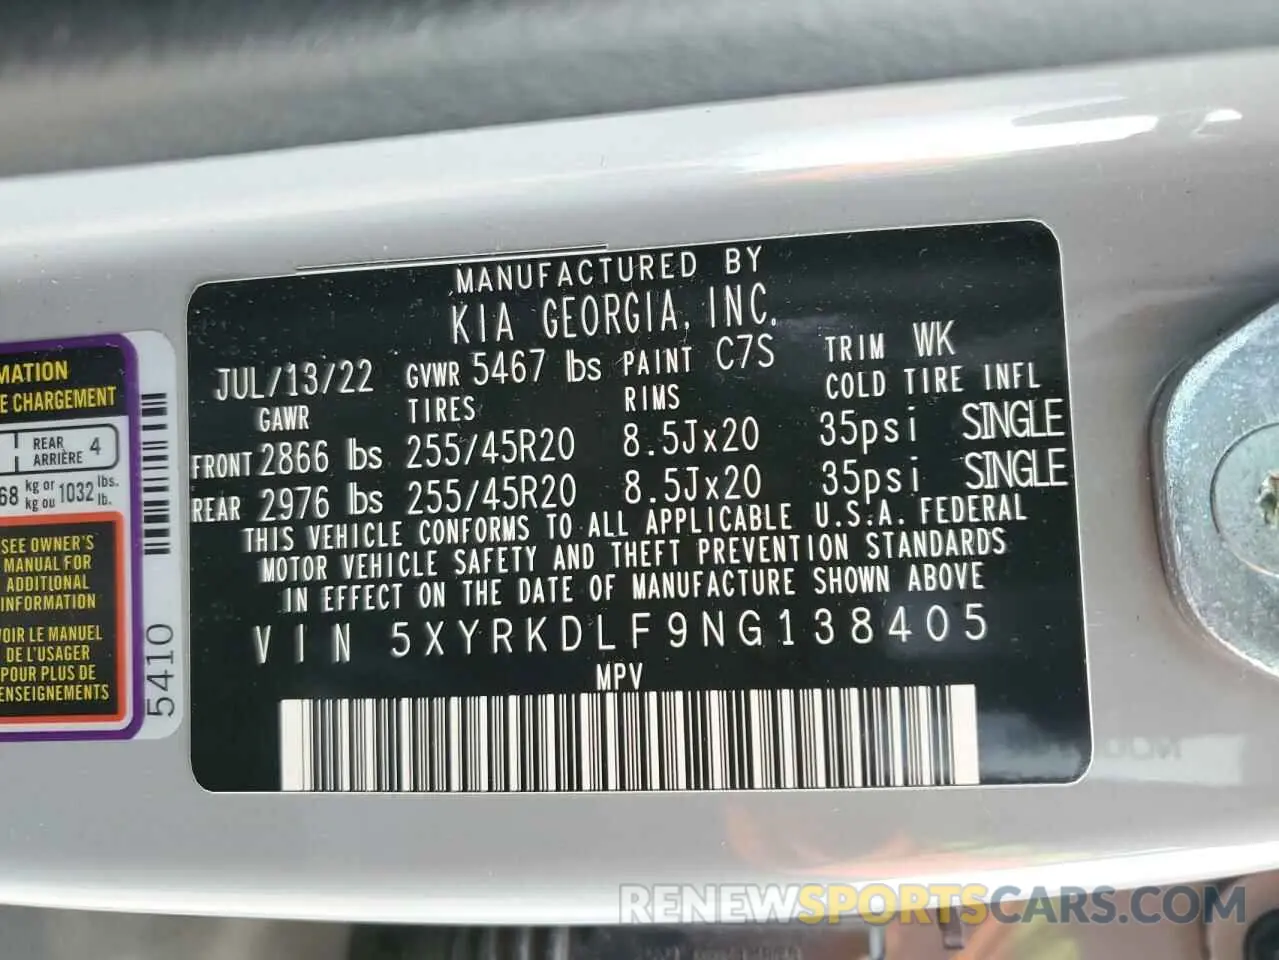 MANUFACTURED BY
KIA GEORGIA, INC.
JUL/13/22 GVWR 5467 lbs PAINT C7S TRIM WK
GAWR TIRES RIMS COLD TIRE INFL
FRONT 2866 lbs 255/45R20 8.5Jx20 35psi SINGLE
REAR 2976 lbs 255/45R20 8.5Jx20 35psi SINGLE
THIS VEHICLE CONFORMS TO ALL APPLICABLE U.S.A. FEDERAL
MOTOR VEHICLE SAFETY AND THEFT PREVENTION STANDARDS
IN EFFECT ON THE DATE OF MANUFACTURE SHOWN ABOVE
VIN 5XYRKDLF9NG138405
MPV
CHARGEMENT
REAR 4
ARRIÈRE
kg or 1032 lbs.
kg ou lb.
SEE OWNER'S
MANUAL FOR
ADDITIONAL
INFORMATION
LE MANUEL
DE L'USAGER
POUR PLUS DE
5410
RENEWSPORTSCARS.COM